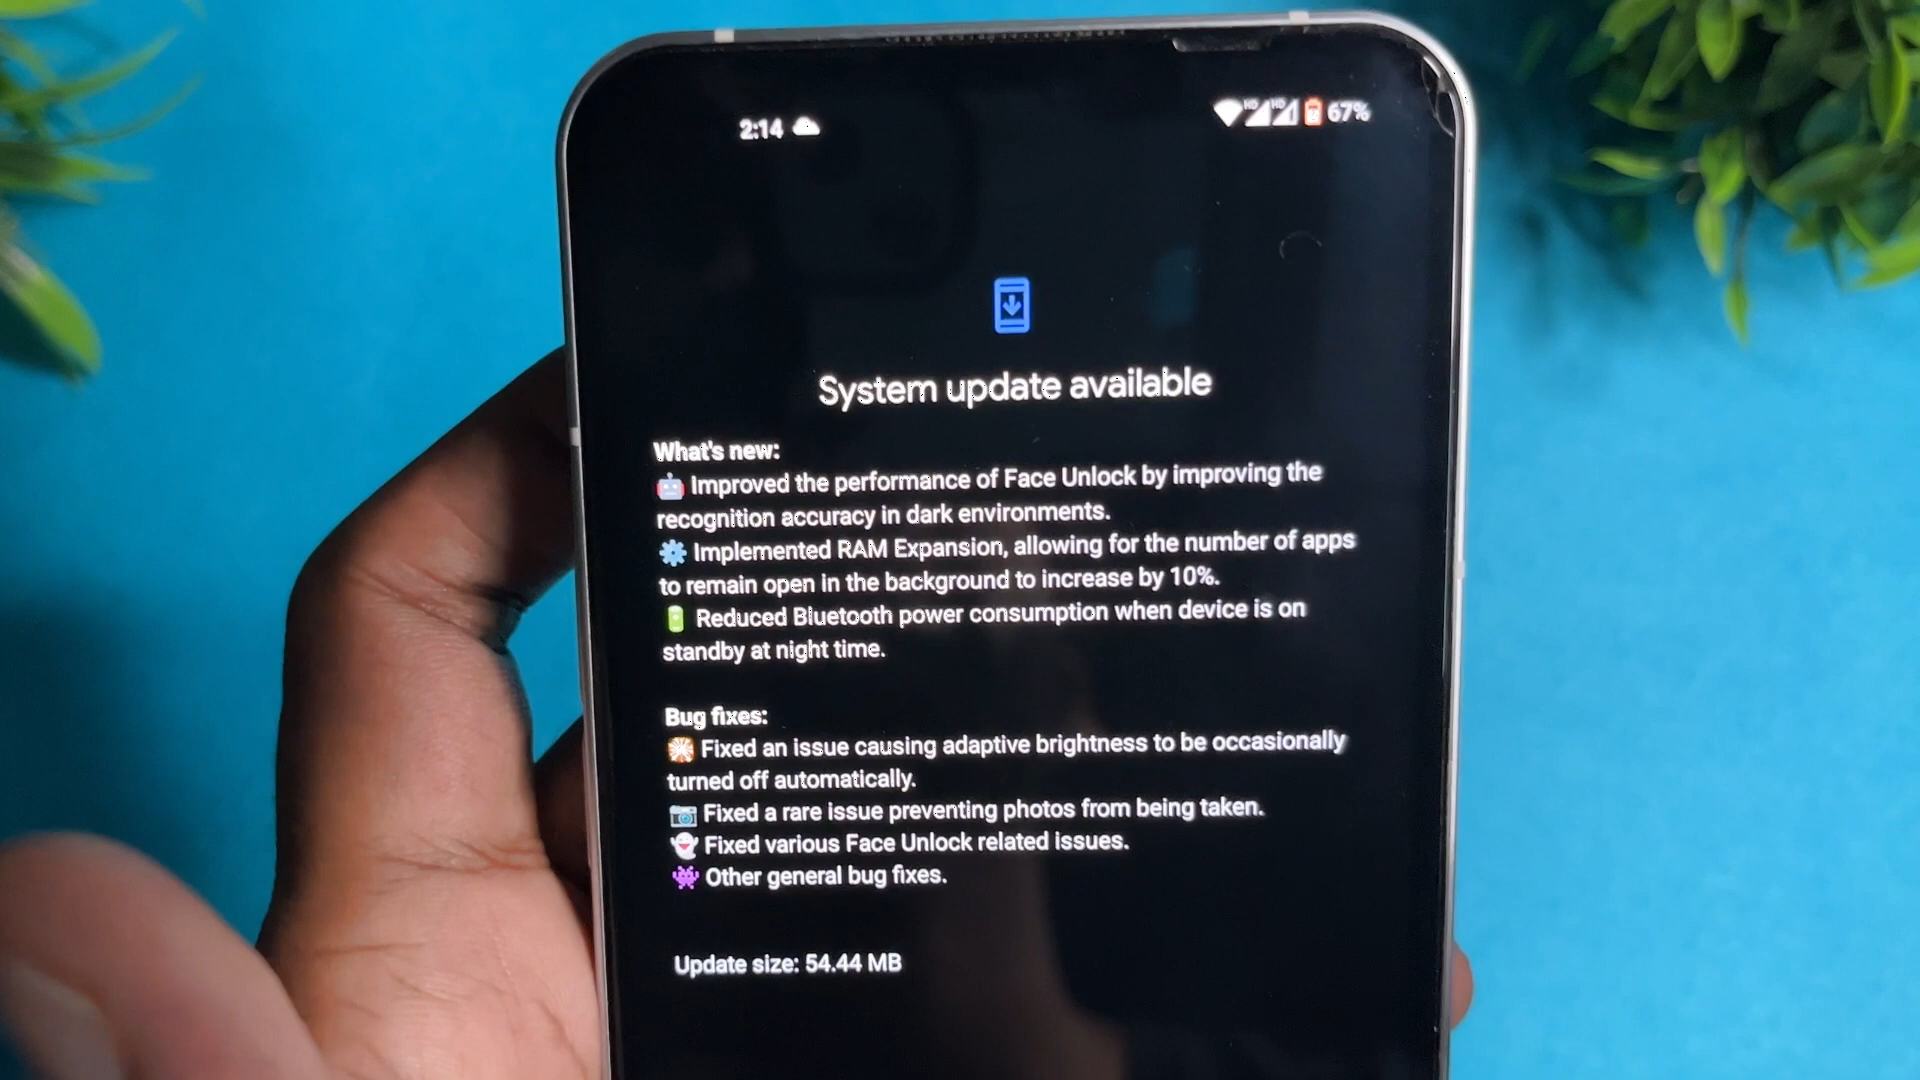 2:14
HD HD 67%
System update available
What's new:
🤖 Improved the performance of Face Unlock by improving the
recognition accuracy in dark environments.
⚙️ Implemented RAM Expansion, allowing for the number of apps
to remain open in the background to increase by 10%.
🔋 Reduced Bluetooth power consumption when device is on
standby at night time.
Bug fixes:
🎇 Fixed an issue causing adaptive brightness to be occasionally
turned off automatically.
📷 Fixed a rare issue preventing photos from being taken.
👻 Fixed various Face Unlock related issues.
👾 Other general bug fixes.
Update size: 54.44 MB